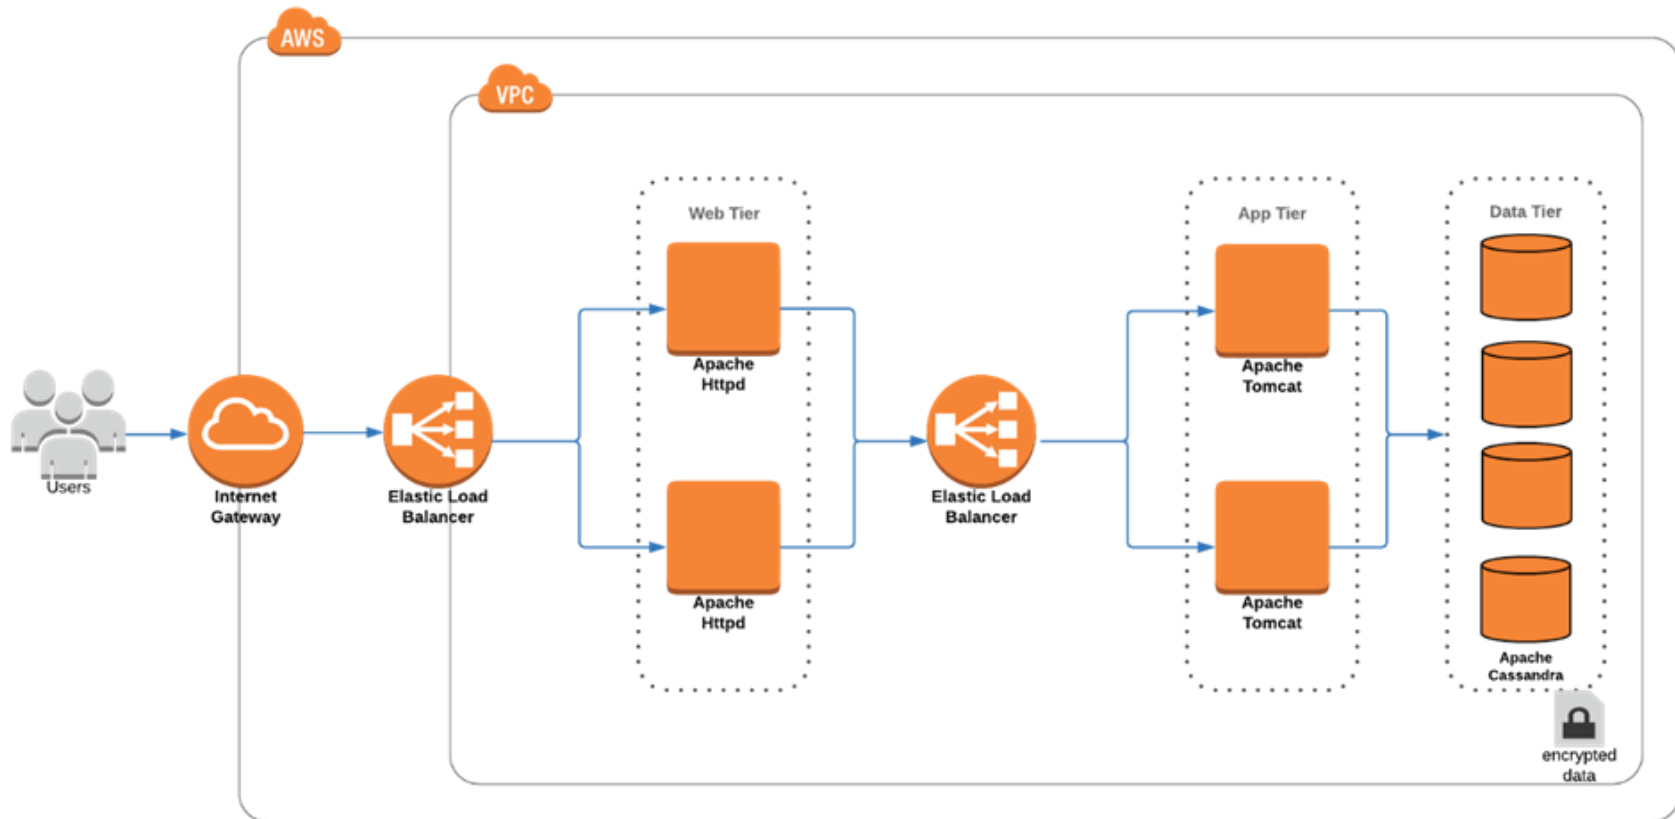 AWS
VPC
Web Tier
App Tier
Data Tier
Apache
Httpd
Apache
Tomcat
Users
Internet
Gateway
Elastic Load
Balancer
Elastic Load
Balancer
Apache
Httpd
Apache
Tomcat
Apache
Cassandra
encrypted
data